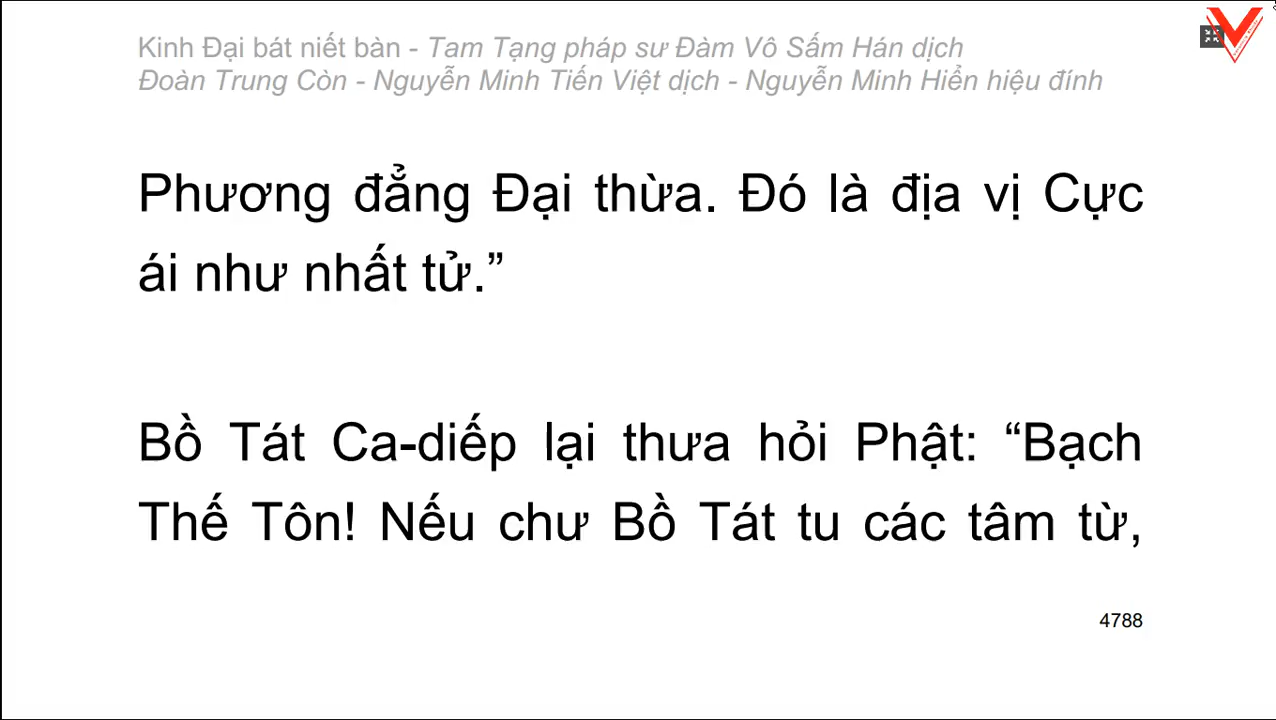 Kinh Đại bát niết bàn - Tam Tạng pháp sư Đàm Vô Sấm Hán dịch
Đoàn Trung Còn - Nguyễn Minh Tiến Việt dịch - Nguyễn Minh Hiển hiệu đính
Phương đẳng Đại thừa. Đó là địa vị Cực
ái như nhất tử.”
Bồ Tát Ca-diếp lại thưa hỏi Phật: “Bạch
Thế Tôn! Nếu chư Bồ Tát tu các tâm từ,
4788